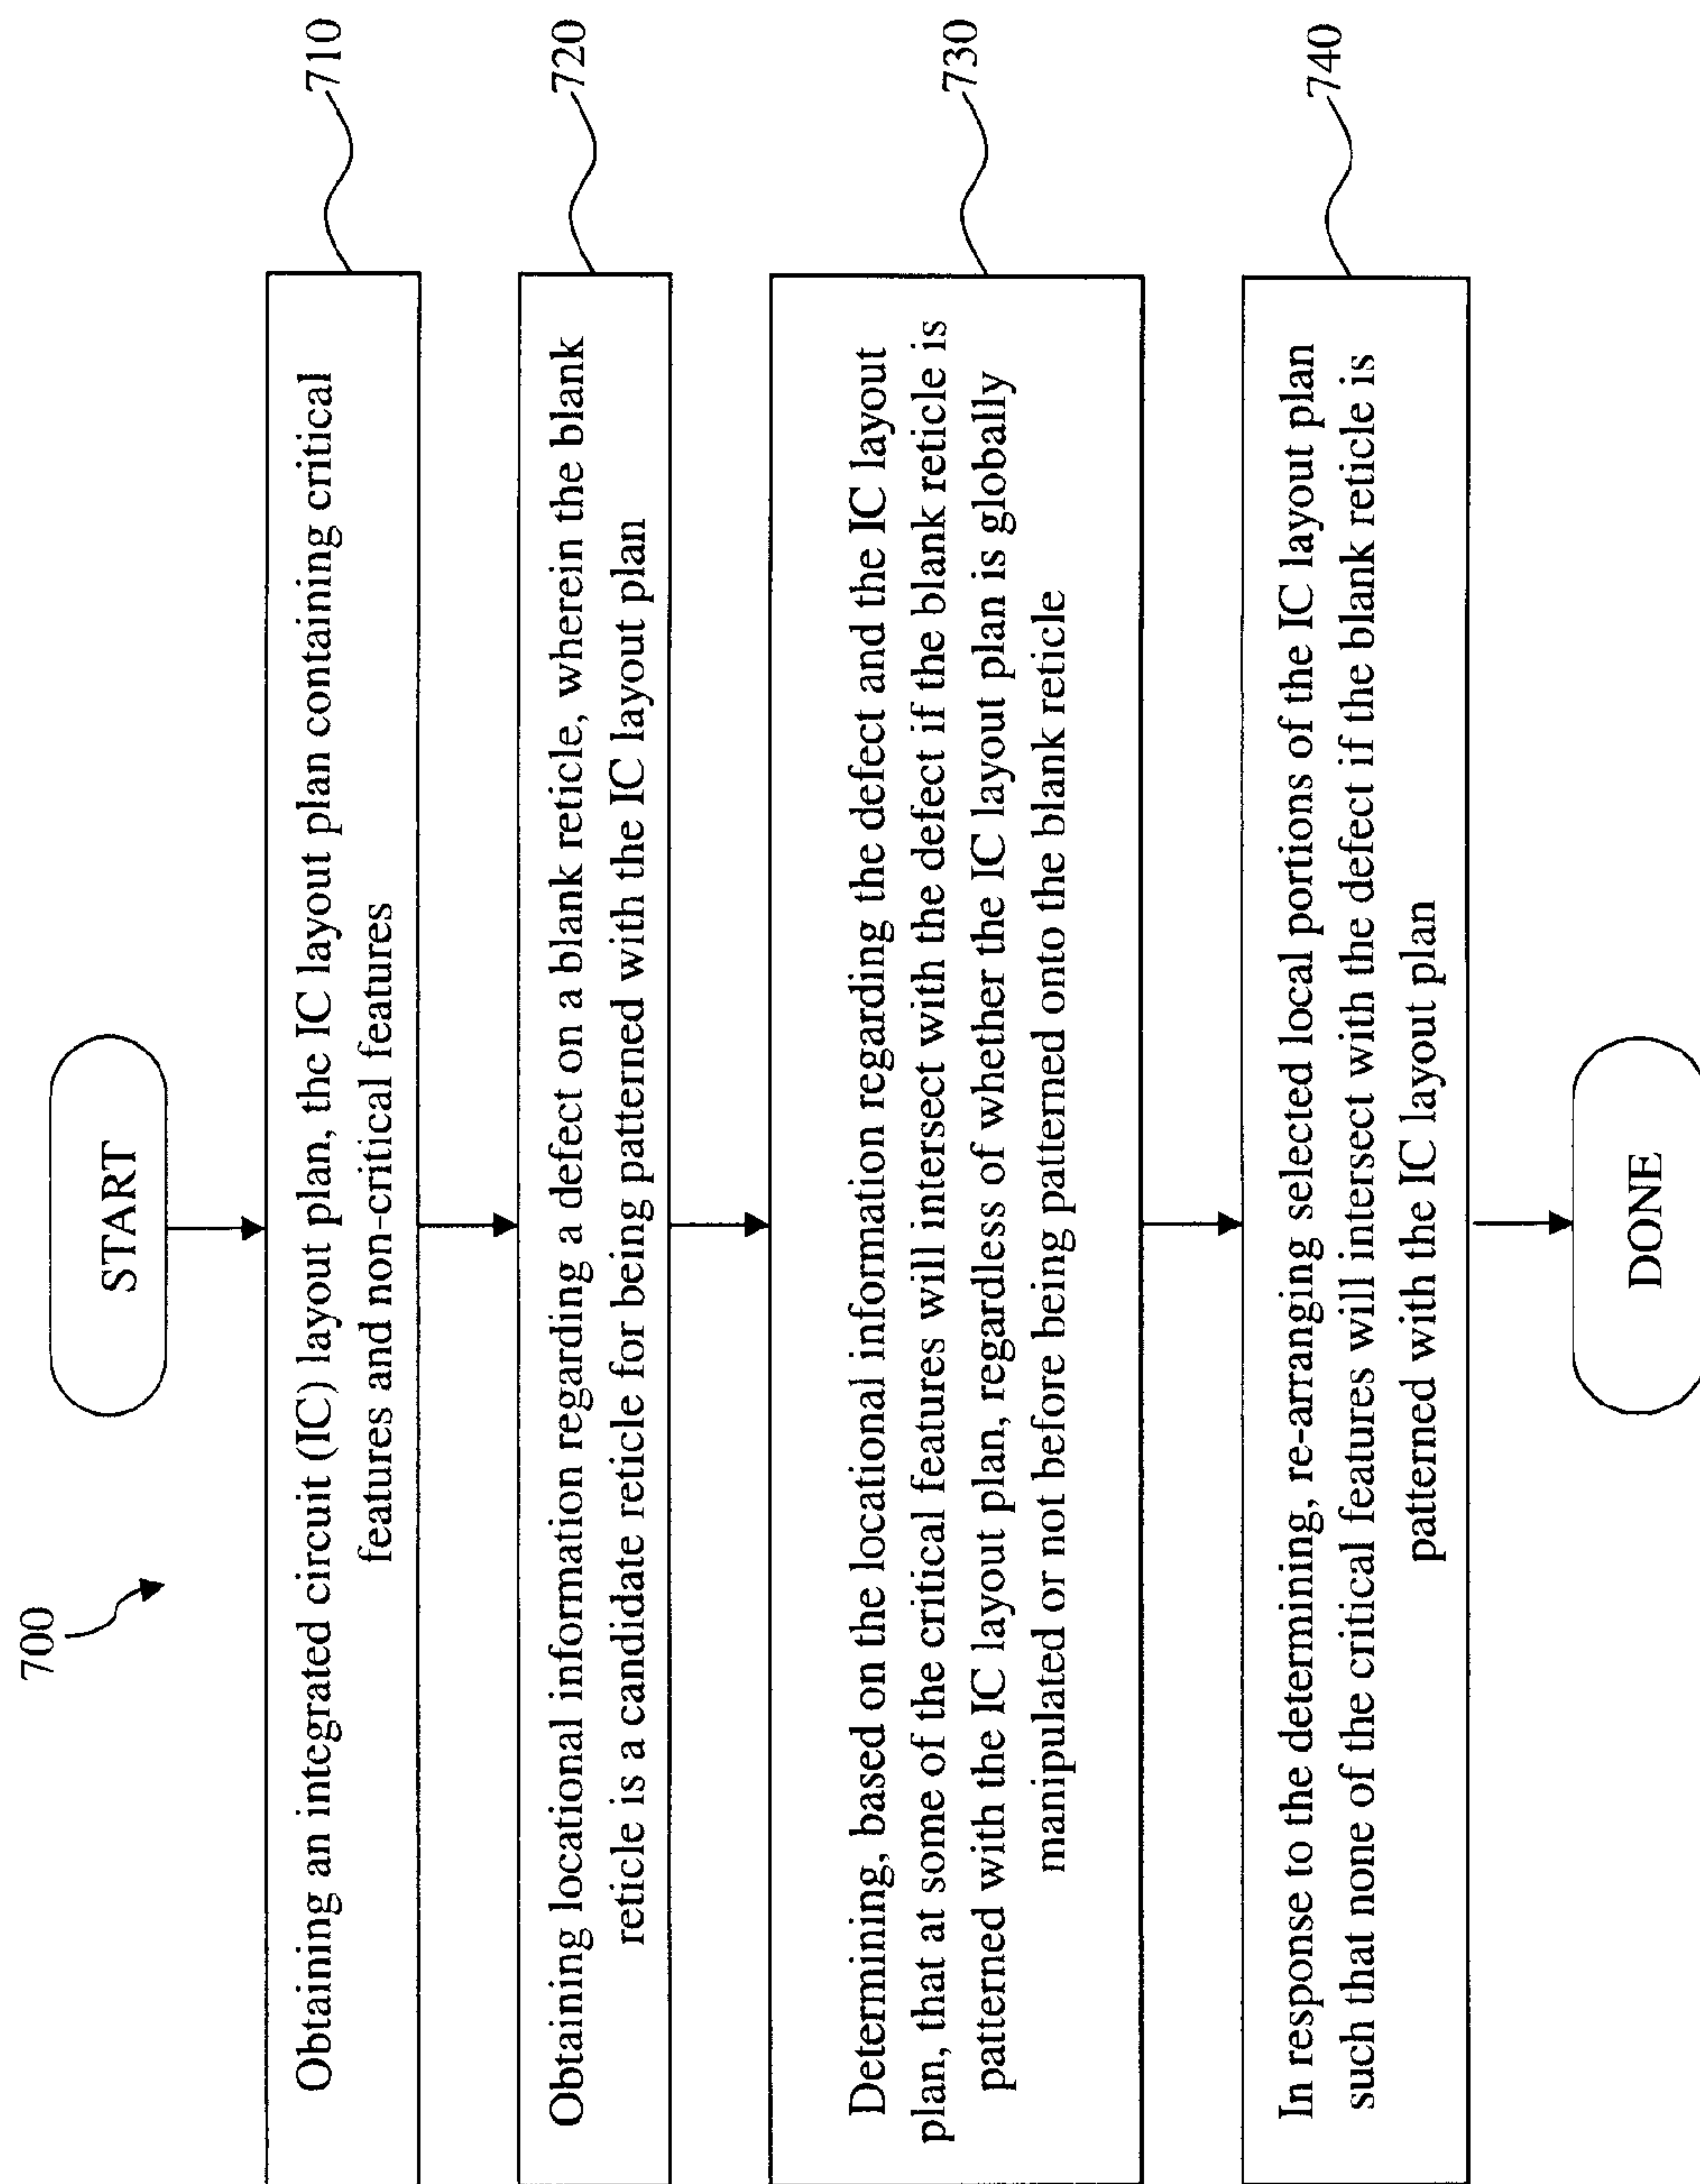 700
START
Obtaining an integrated circuit (IC) layout plan, the IC layout plan containing critical
features and non-critical features
710
Obtaining locational information regarding a defect on a blank reticle, wherein the blank
reticle is a candidate reticle for being patterned with the IC layout plan
720
Determining, based on the locational information regarding the defect and the IC layout
plan, that at some of the critical features will intersect with the defect if the blank reticle is
patterned with the IC layout plan, regardless of whether the IC layout plan is globally
manipulated or not before being patterned onto the blank reticle
730
In response to the determining, re-arranging selected local portions of the IC layout plan
such that none of the critical features will intersect with the defect if the blank reticle is
patterned with the IC layout plan
740
DONE